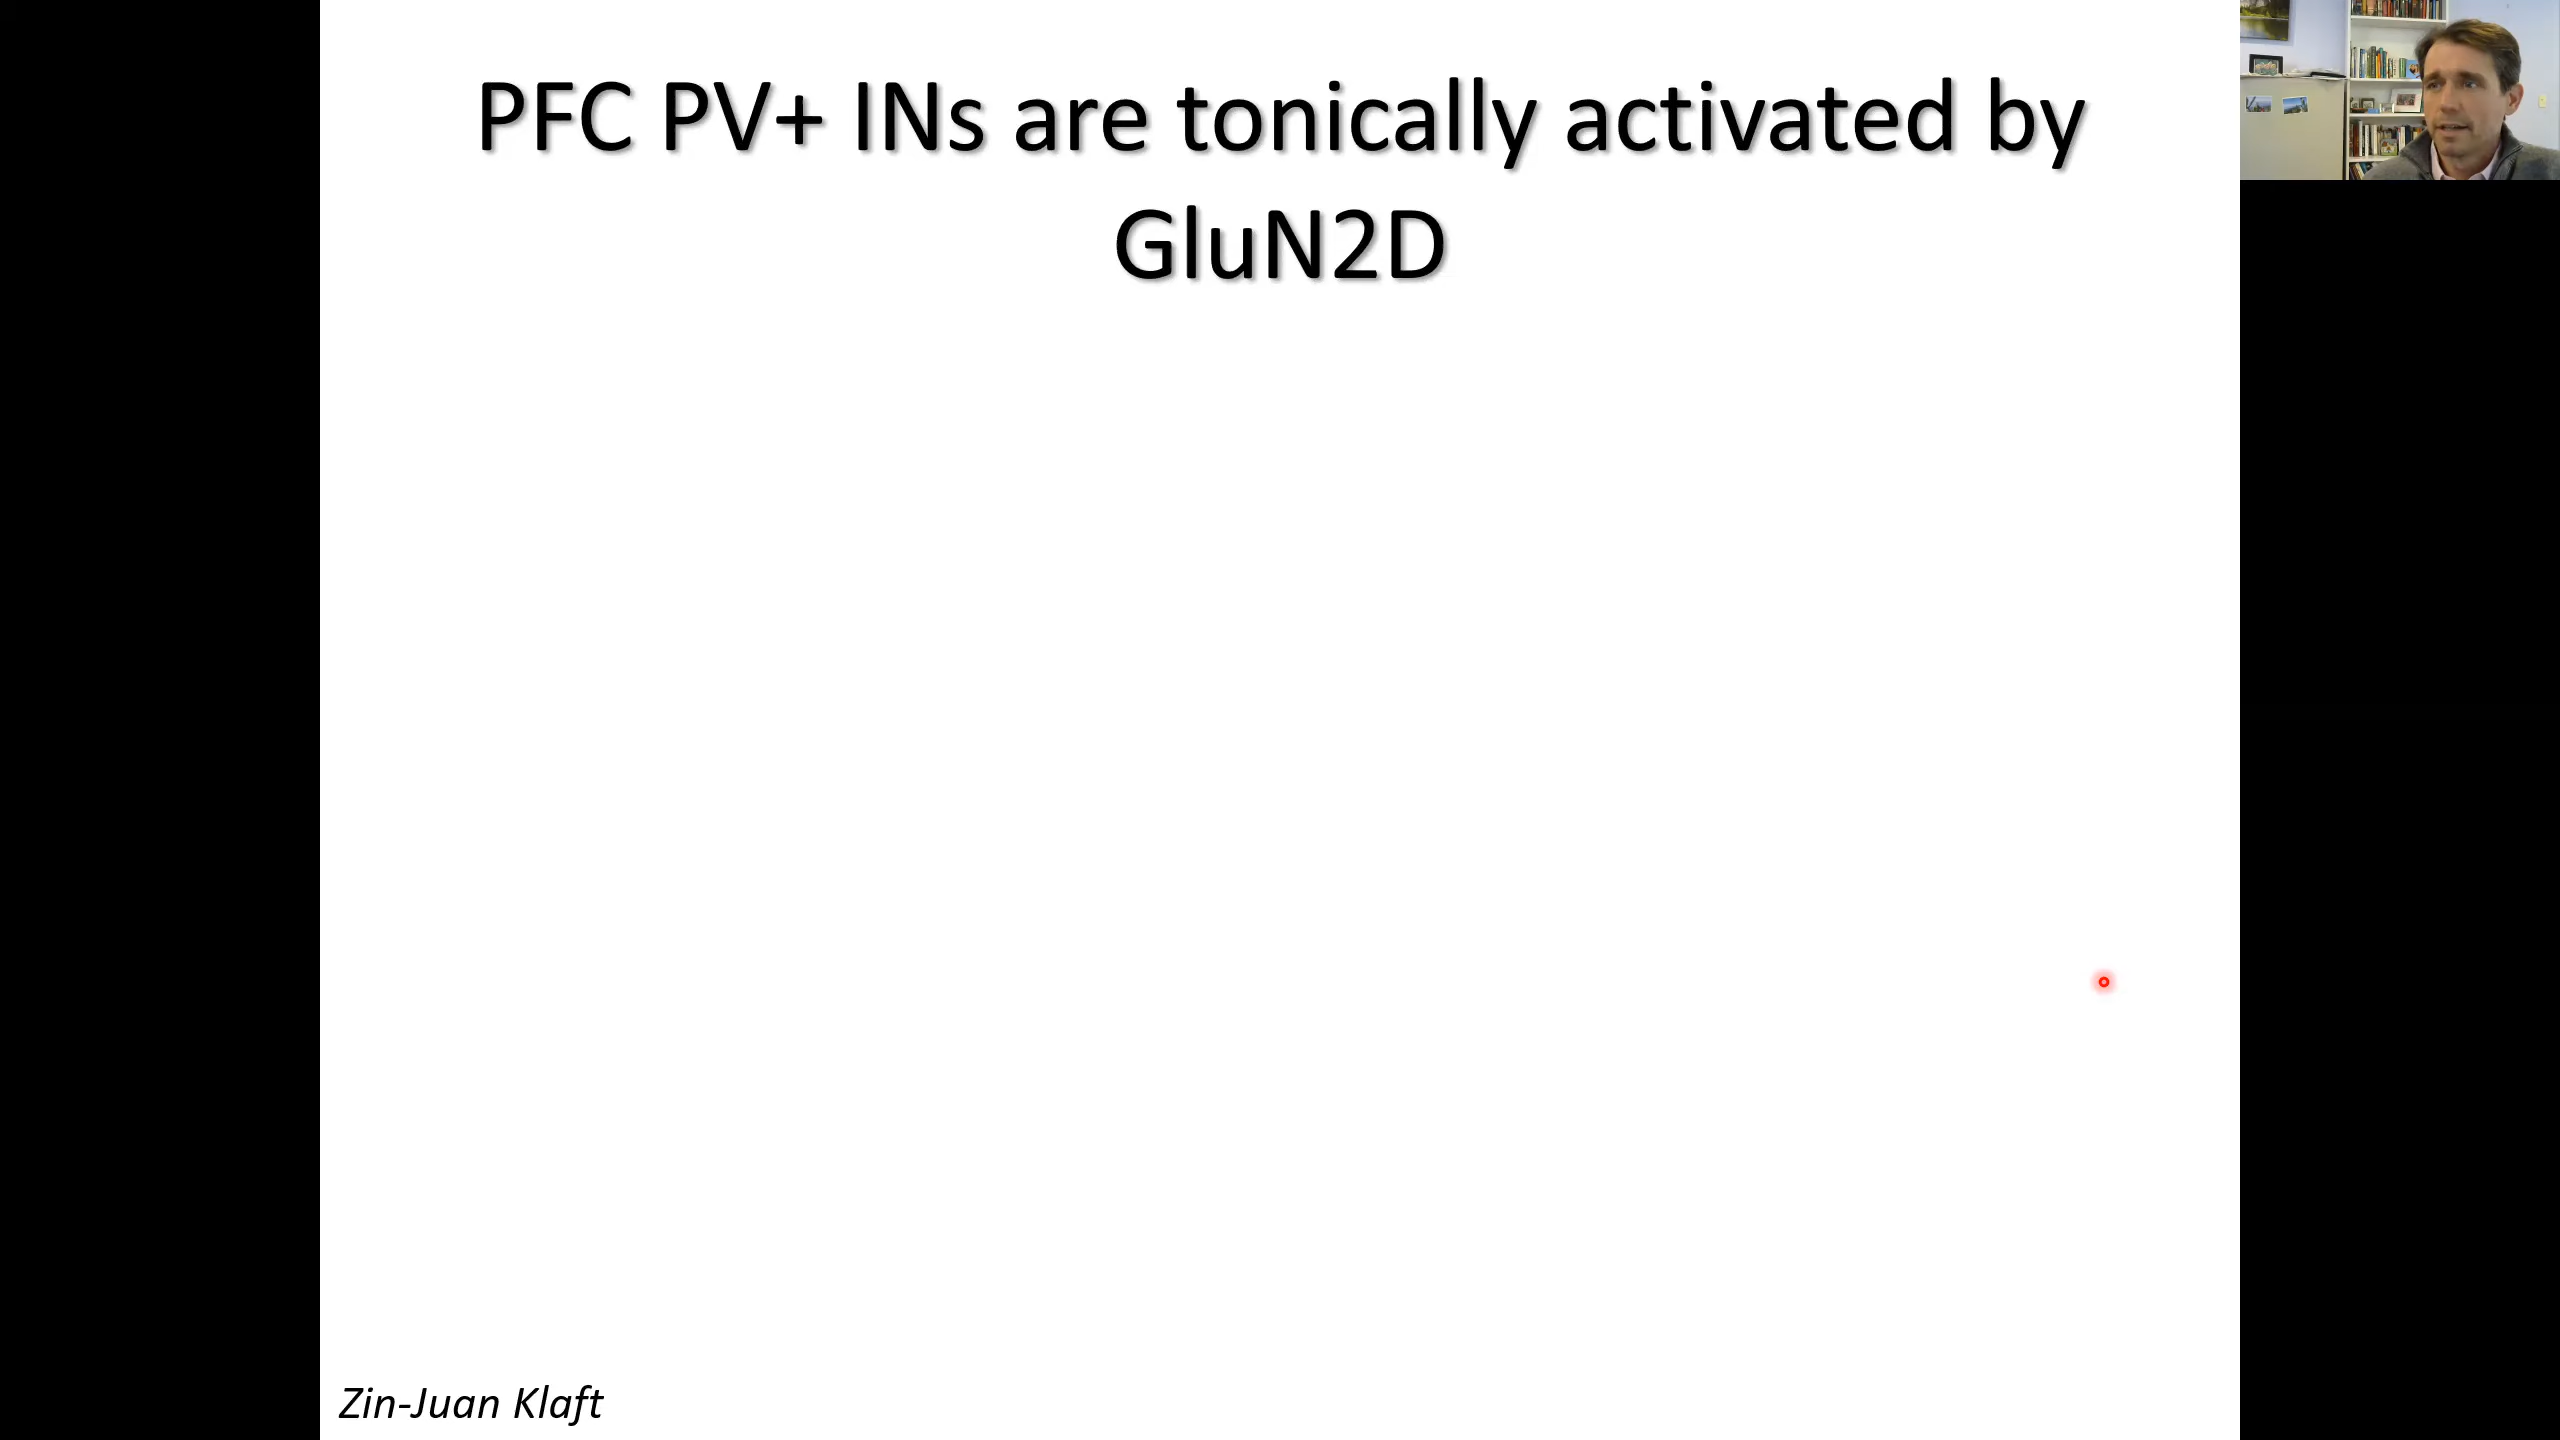 PFC PV+ INs are tonically activated by
GluN2D
Zin-Juan Klaft